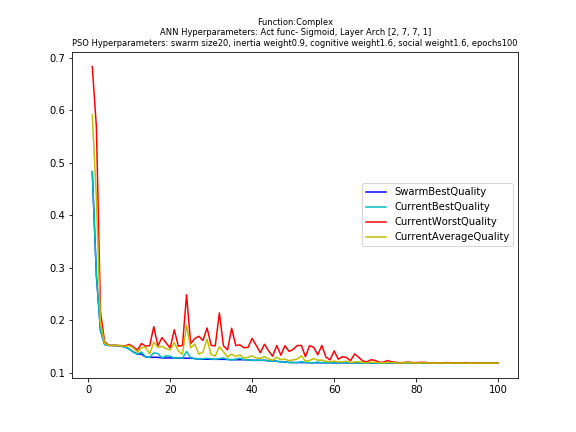 Function:Complex
ANN Hyperparameters: Act func- Sigmoid, Layer Arch [2, 7, 7, 1]
PSO Hyperparameters: swarm size20, inertia weight0.9, cognitive weight1.6, social weight1.6, epochs100
0.7
0.6
0.5
0.4
0.3
0.2
0.1
SwarmBestQuality
CurrentBestQuality
CurrentWorstQuality
CurrentAverageQuality
0 20 40 60 80 100